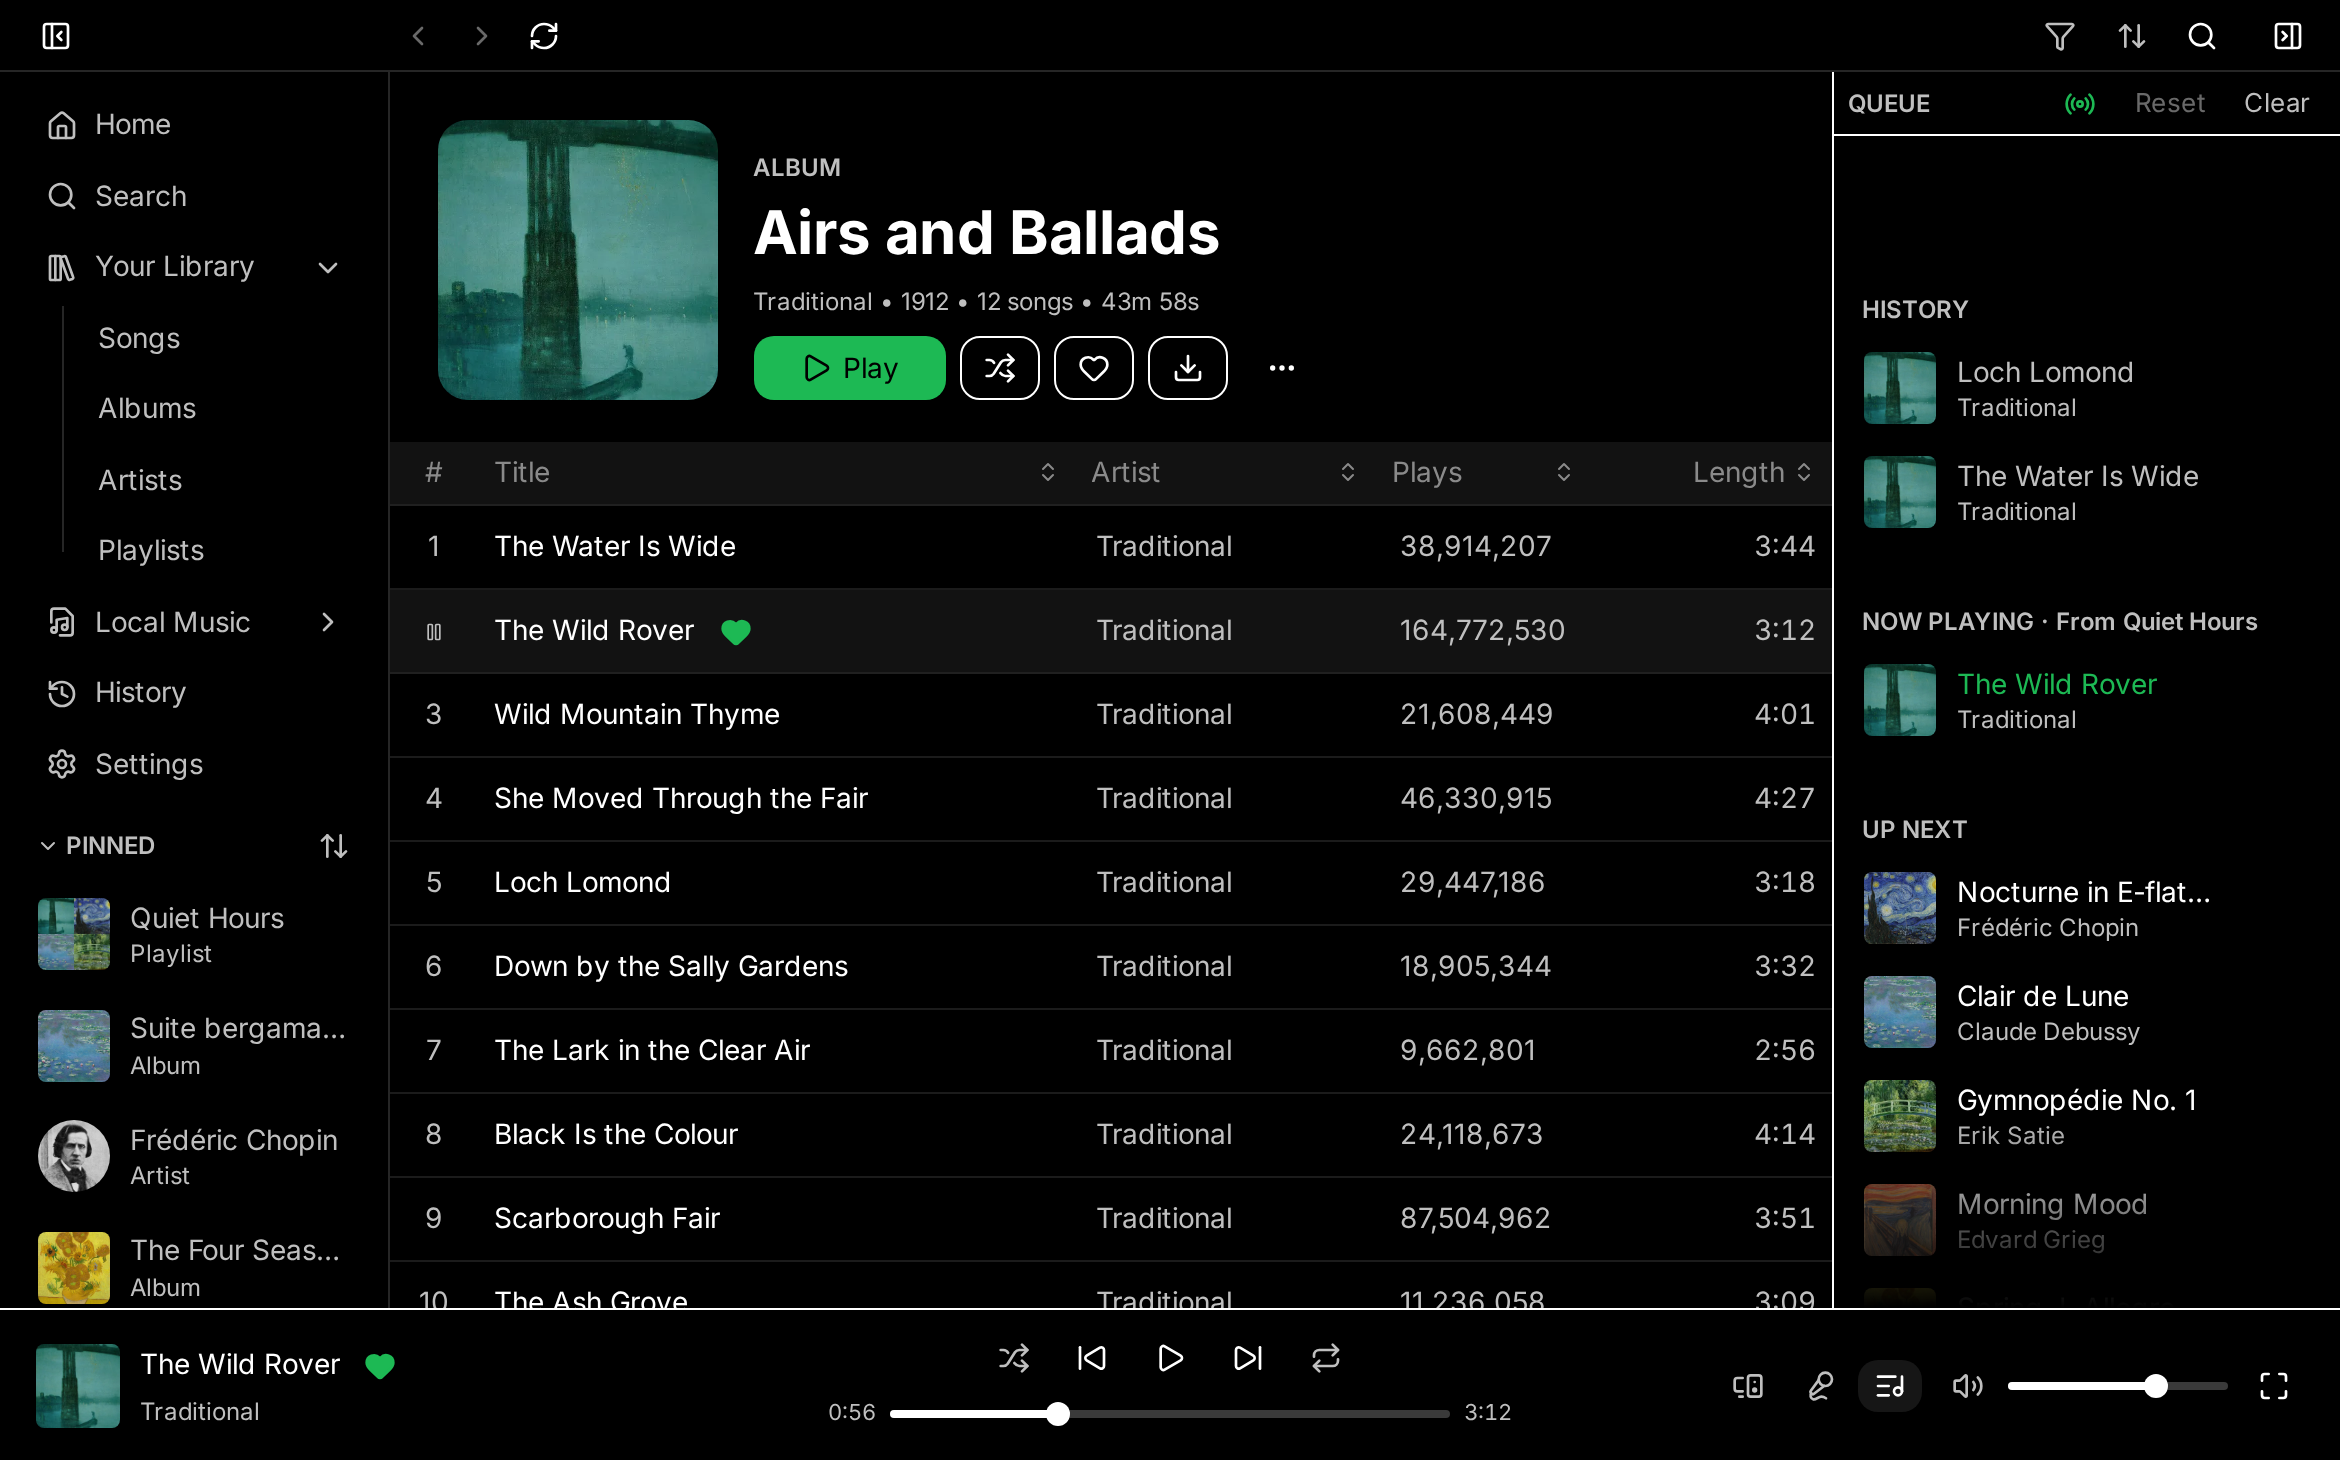 Home
Search
Your Library
Songs
Albums
Artists
Playlists
Local Music
History
Settings
PINNED
Quiet Hours
Playlist
Suite bergama...
Album
Frédéric Chopin
Artist
The Four Seas...
Album
ALBUM
Airs and Ballads
Traditional • 1912 • 12 songs • 43m 58s
Play
# Title Artist Plays Length
1 The Water Is Wide Traditional 38,914,207 3:44
The Wild Rover Traditional 164,772,530 3:12
3 Wild Mountain Thyme Traditional 21,608,449 4:01
4 She Moved Through the Fair Traditional 46,330,915 4:27
5 Loch Lomond Traditional 29,447,186 3:18
6 Down by the Sally Gardens Traditional 18,905,344 3:32
7 The Lark in the Clear Air Traditional 9,662,801 2:56
8 Black Is the Colour Traditional 24,118,673 4:14
9 Scarborough Fair Traditional 87,504,962 3:51
10 The Ash Grove Traditional 11,236,058 3:09
QUEUE Reset Clear
HISTORY
Loch Lomond
Traditional
The Water Is Wide
Traditional
NOW PLAYING · From Quiet Hours
The Wild Rover
Traditional
UP NEXT
Nocturne in E-flat...
Frédéric Chopin
Clair de Lune
Claude Debussy
Gymnopédie No. 1
Erik Satie
Morning Mood
Edvard Grieg
The Wild Rover
Traditional
0:56 3:12